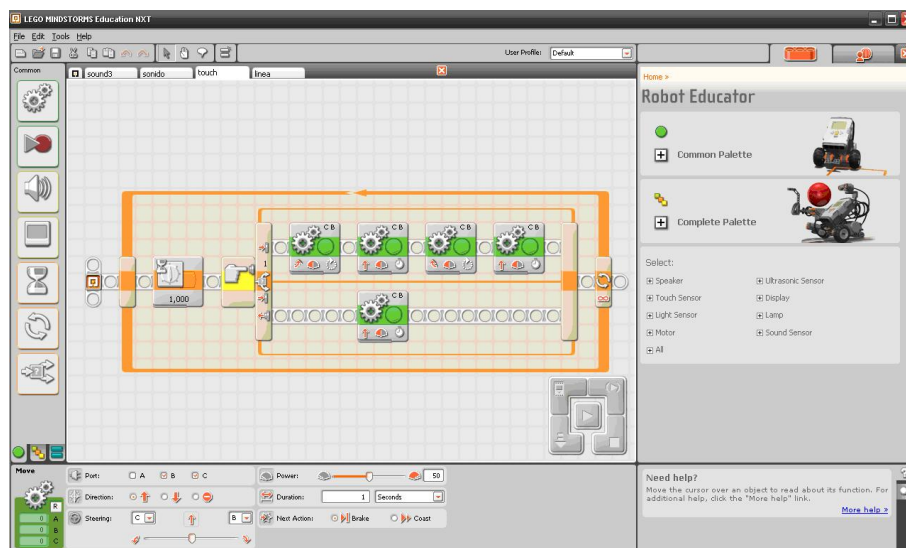 LEGO MINDSTORMS Education NXT
File Edit Tools Help
User Profile: Default
Common
sound3 sonido touch linea
Home »
Robot Educator
Common Palette
Complete Palette
Select:
Speaker Ultrasonic Sensor
Touch Sensor Display
Light Sensor Lamp
Motor Sound Sensor
All
C B C B C B C B
1
1,000
C B
Move
Port: A B C
Power: 50
Direction:
Duration: 1 Seconds
Steering: C B
Next Action: Brake Coast
R
0 A
0 B
0 C
Need help?
Move the cursor over an object to read about its function. For
additional help, click the "More help" link.
More help »